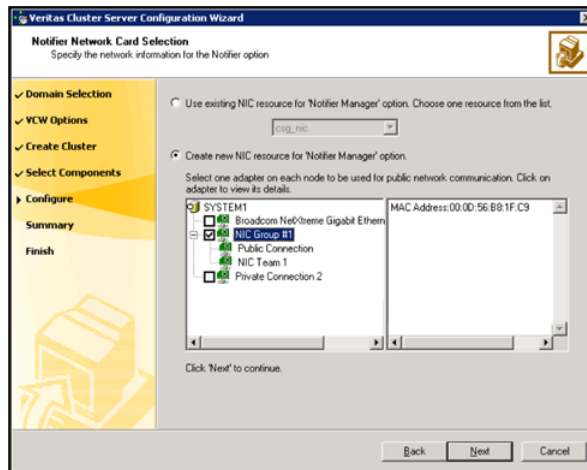 Veritas Cluster Server Configuration Wizard
Notifier Network Card Selection
Specify the network information for the Notifier option
Domain Selection
VCW Options
Create Cluster
Select Components
Configure
Summary
Finish
Use existing NIC resource for 'Notifier Manager' option. Choose one resource from the list.
csg_nic
Create new NIC resource for 'Notifier Manager' option.
Select one adapter on each node to be used for public network communication. Click on
adapter to view its details.
SYSTEM1
Broadcom NetXtreme Gigabit Ethern
NIC Group #1
Public Connection
NIC Team 1
Private Connection 2
MAC Address:00:0D:56:B8:1F:C9
Click 'Next' to continue.
Back Next Cancel